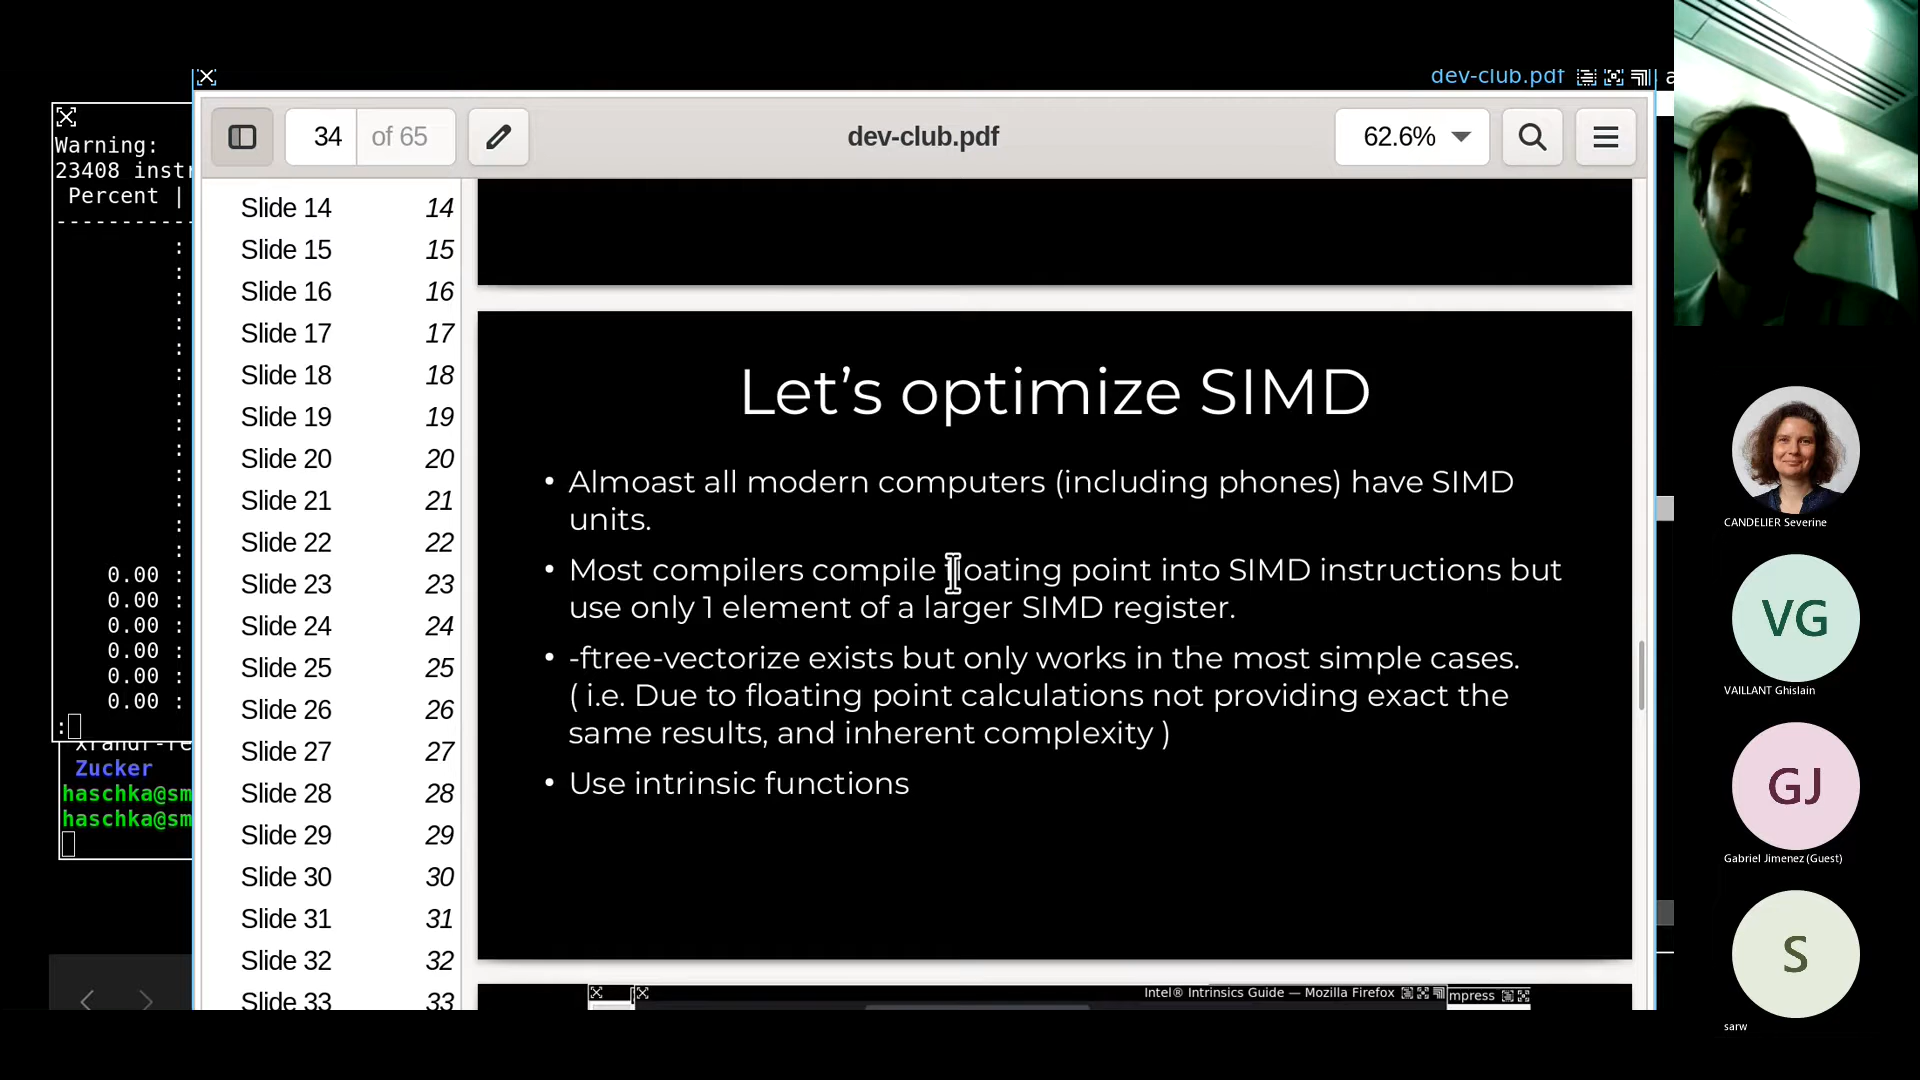 dev-club.pdf
34 of 65
dev-club.pdf
62.6%
Warning:
23408 instr
Percent |
-----------
:
:
:
:
:
:
:
:
:
:
:
:
:
0.00 :
0.00 :
0.00 :
0.00 :
0.00 :
0.00 :
:
Zucker
haschka@sm
haschka@sm
Slide 14 14
Slide 15 15
Slide 16 16
Slide 17 17
Slide 18 18
Slide 19 19
Slide 20 20
Slide 21 21
Slide 22 22
Slide 23 23
Slide 24 24
Slide 25 25
Slide 26 26
Slide 27 27
Slide 28 28
Slide 29 29
Slide 30 30
Slide 31 31
Slide 32 32
Slide 33 33
Let’s optimize SIMD
• Almoast all modern computers (including phones) have SIMD
units.
• Most compilers compile floating point into SIMD instructions but
use only 1 element of a larger SIMD register.
• -ftree-vectorize exists but only works in the most simple cases.
( i.e. Due to floating point calculations not providing exact the
same results, and inherent complexity )
• Use intrinsic functions
Intel® Intrinsics Guide — Mozilla Firefox
mpress
CANDELIER Severine
VG
VAILLANT Ghislain
GJ
Gabriel Jimenez (Guest)
S
sarw